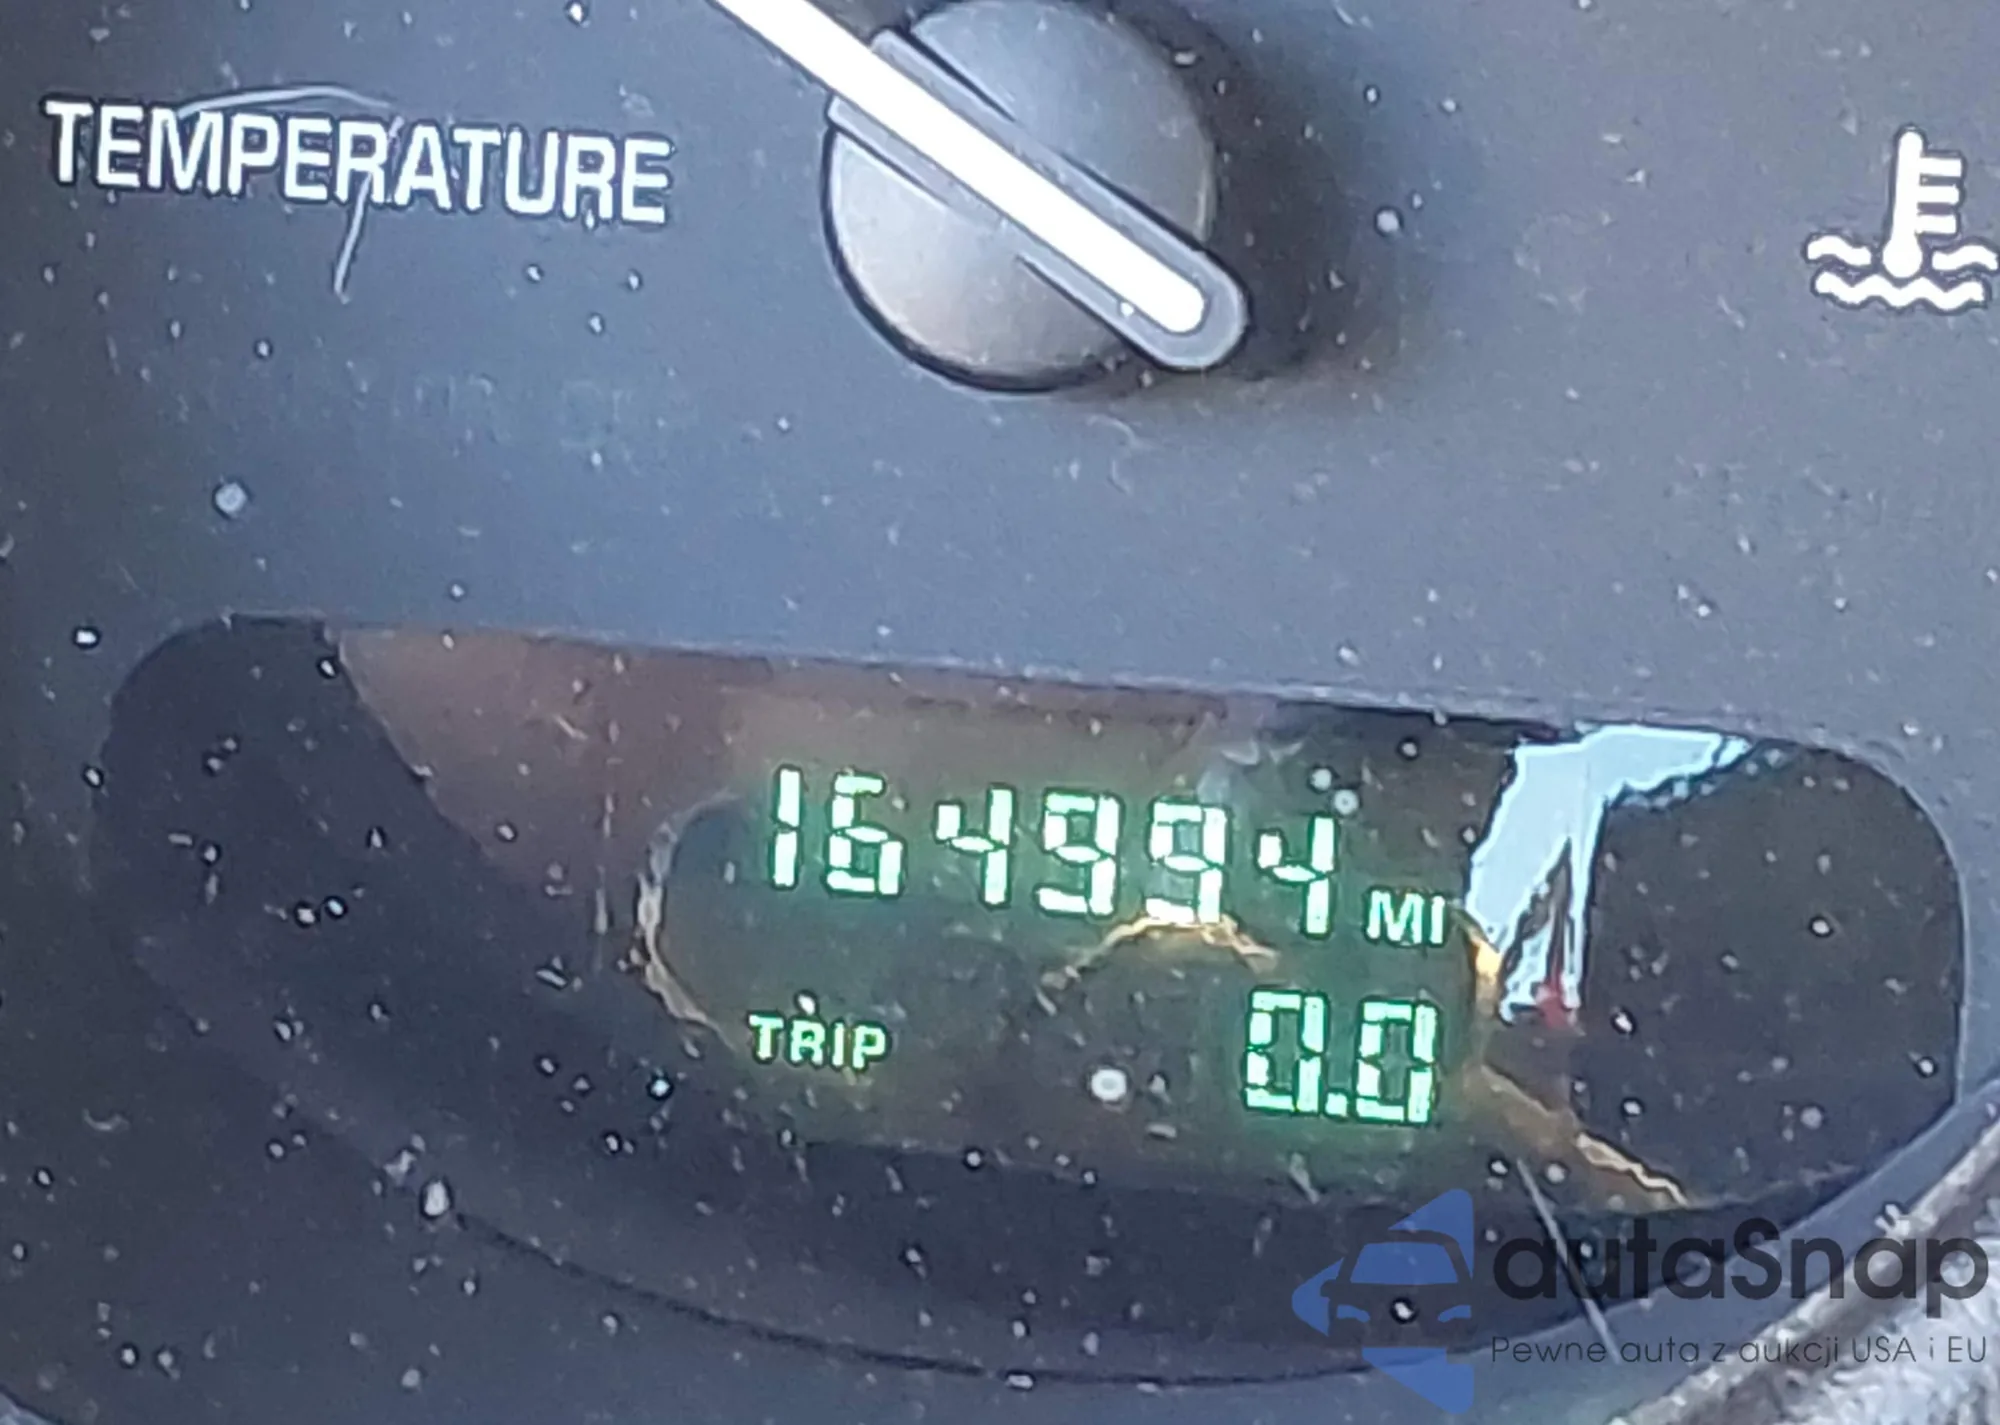 TEMPERATURE
164994 MI
TRIP 0.0
autaSnap
Pewne auta z aukcji USA i EU